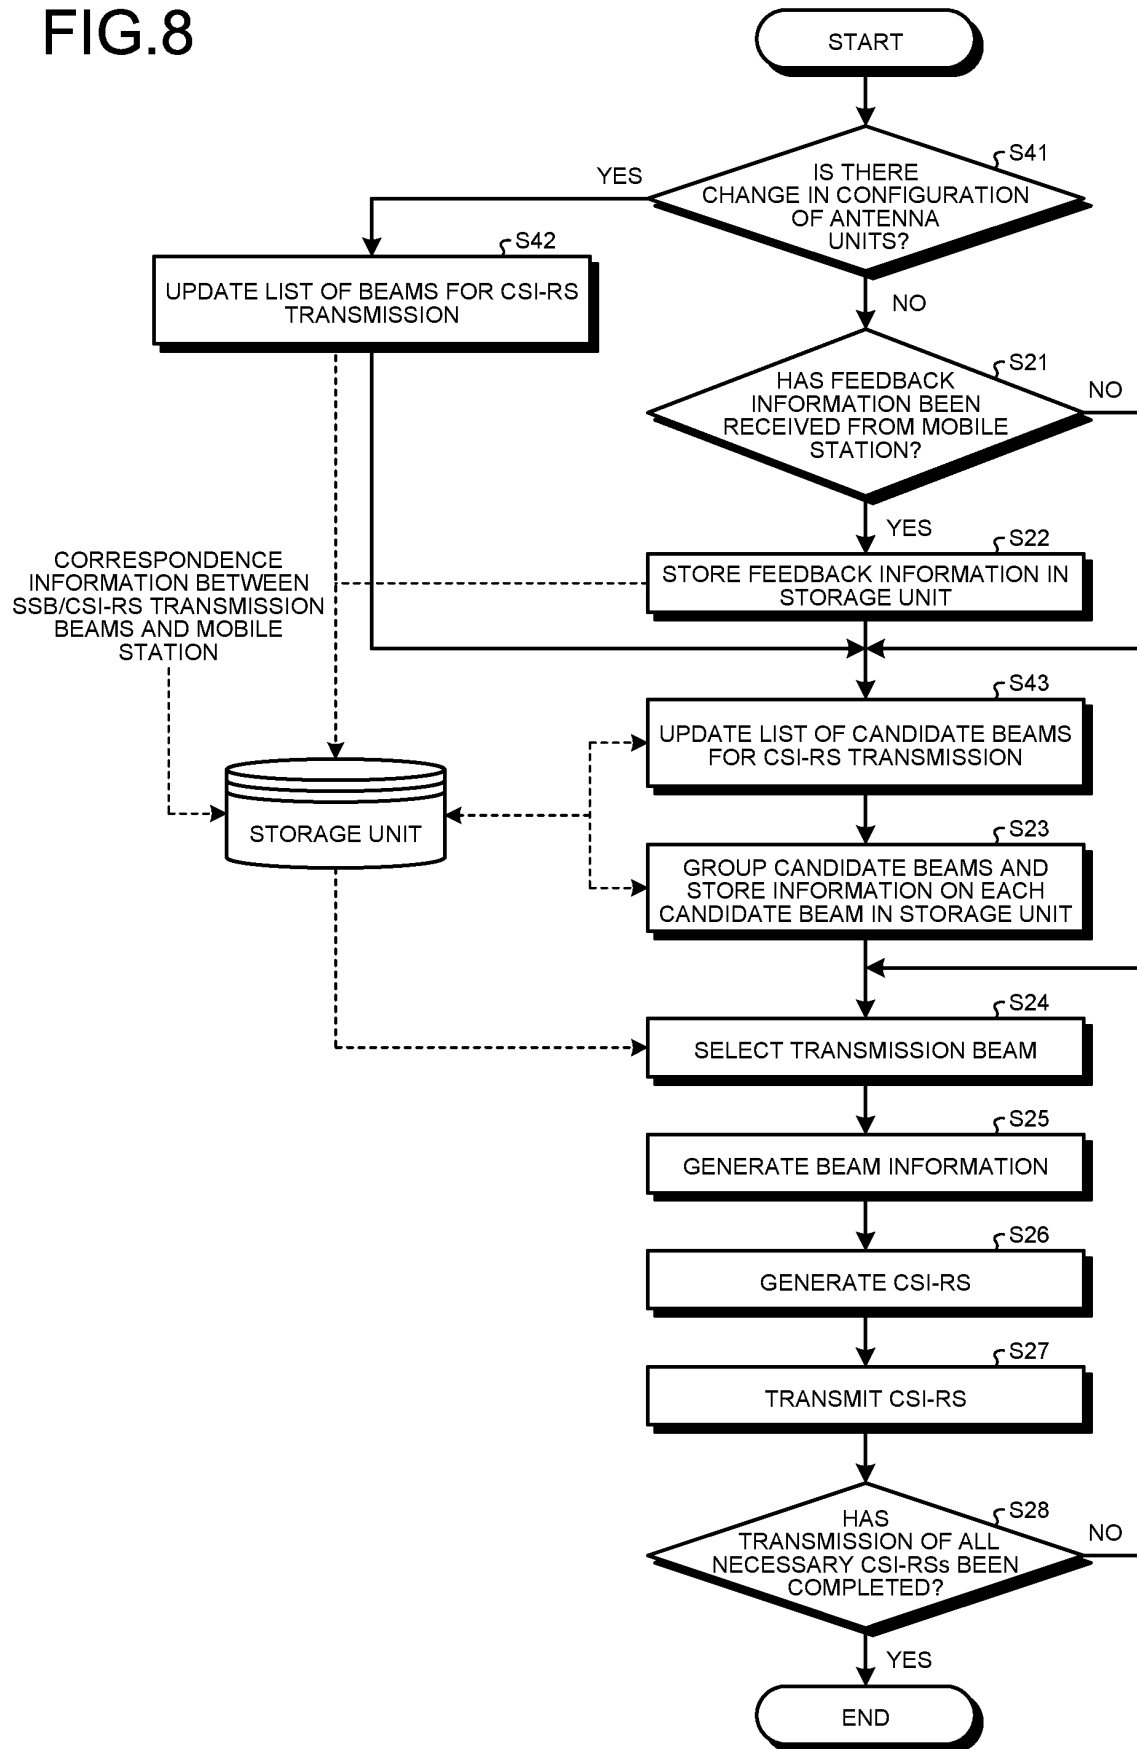 FIG.8
START
S41
IS THERE
CHANGE IN CONFIGURATION
OF ANTENNA
UNITS?
YES
NO
S42
UPDATE LIST OF BEAMS FOR CSI-RS
TRANSMISSION
S21
HAS FEEDBACK
INFORMATION BEEN
RECEIVED FROM MOBILE
STATION?
NO
YES
S22
STORE FEEDBACK INFORMATION IN
STORAGE UNIT
CORRESPONDENCE
INFORMATION BETWEEN
SSB/CSI-RS TRANSMISSION
BEAMS AND MOBILE
STATION
S43
UPDATE LIST OF CANDIDATE BEAMS
FOR CSI-RS TRANSMISSION
STORAGE UNIT
S23
GROUP CANDIDATE BEAMS AND
STORE INFORMATION ON EACH
CANDIDATE BEAM IN STORAGE UNIT
S24
SELECT TRANSMISSION BEAM
S25
GENERATE BEAM INFORMATION
S26
GENERATE CSI-RS
S27
TRANSMIT CSI-RS
S28
HAS
TRANSMISSION OF ALL
NECESSARY CSI-RSs BEEN
COMPLETED?
NO
YES
END